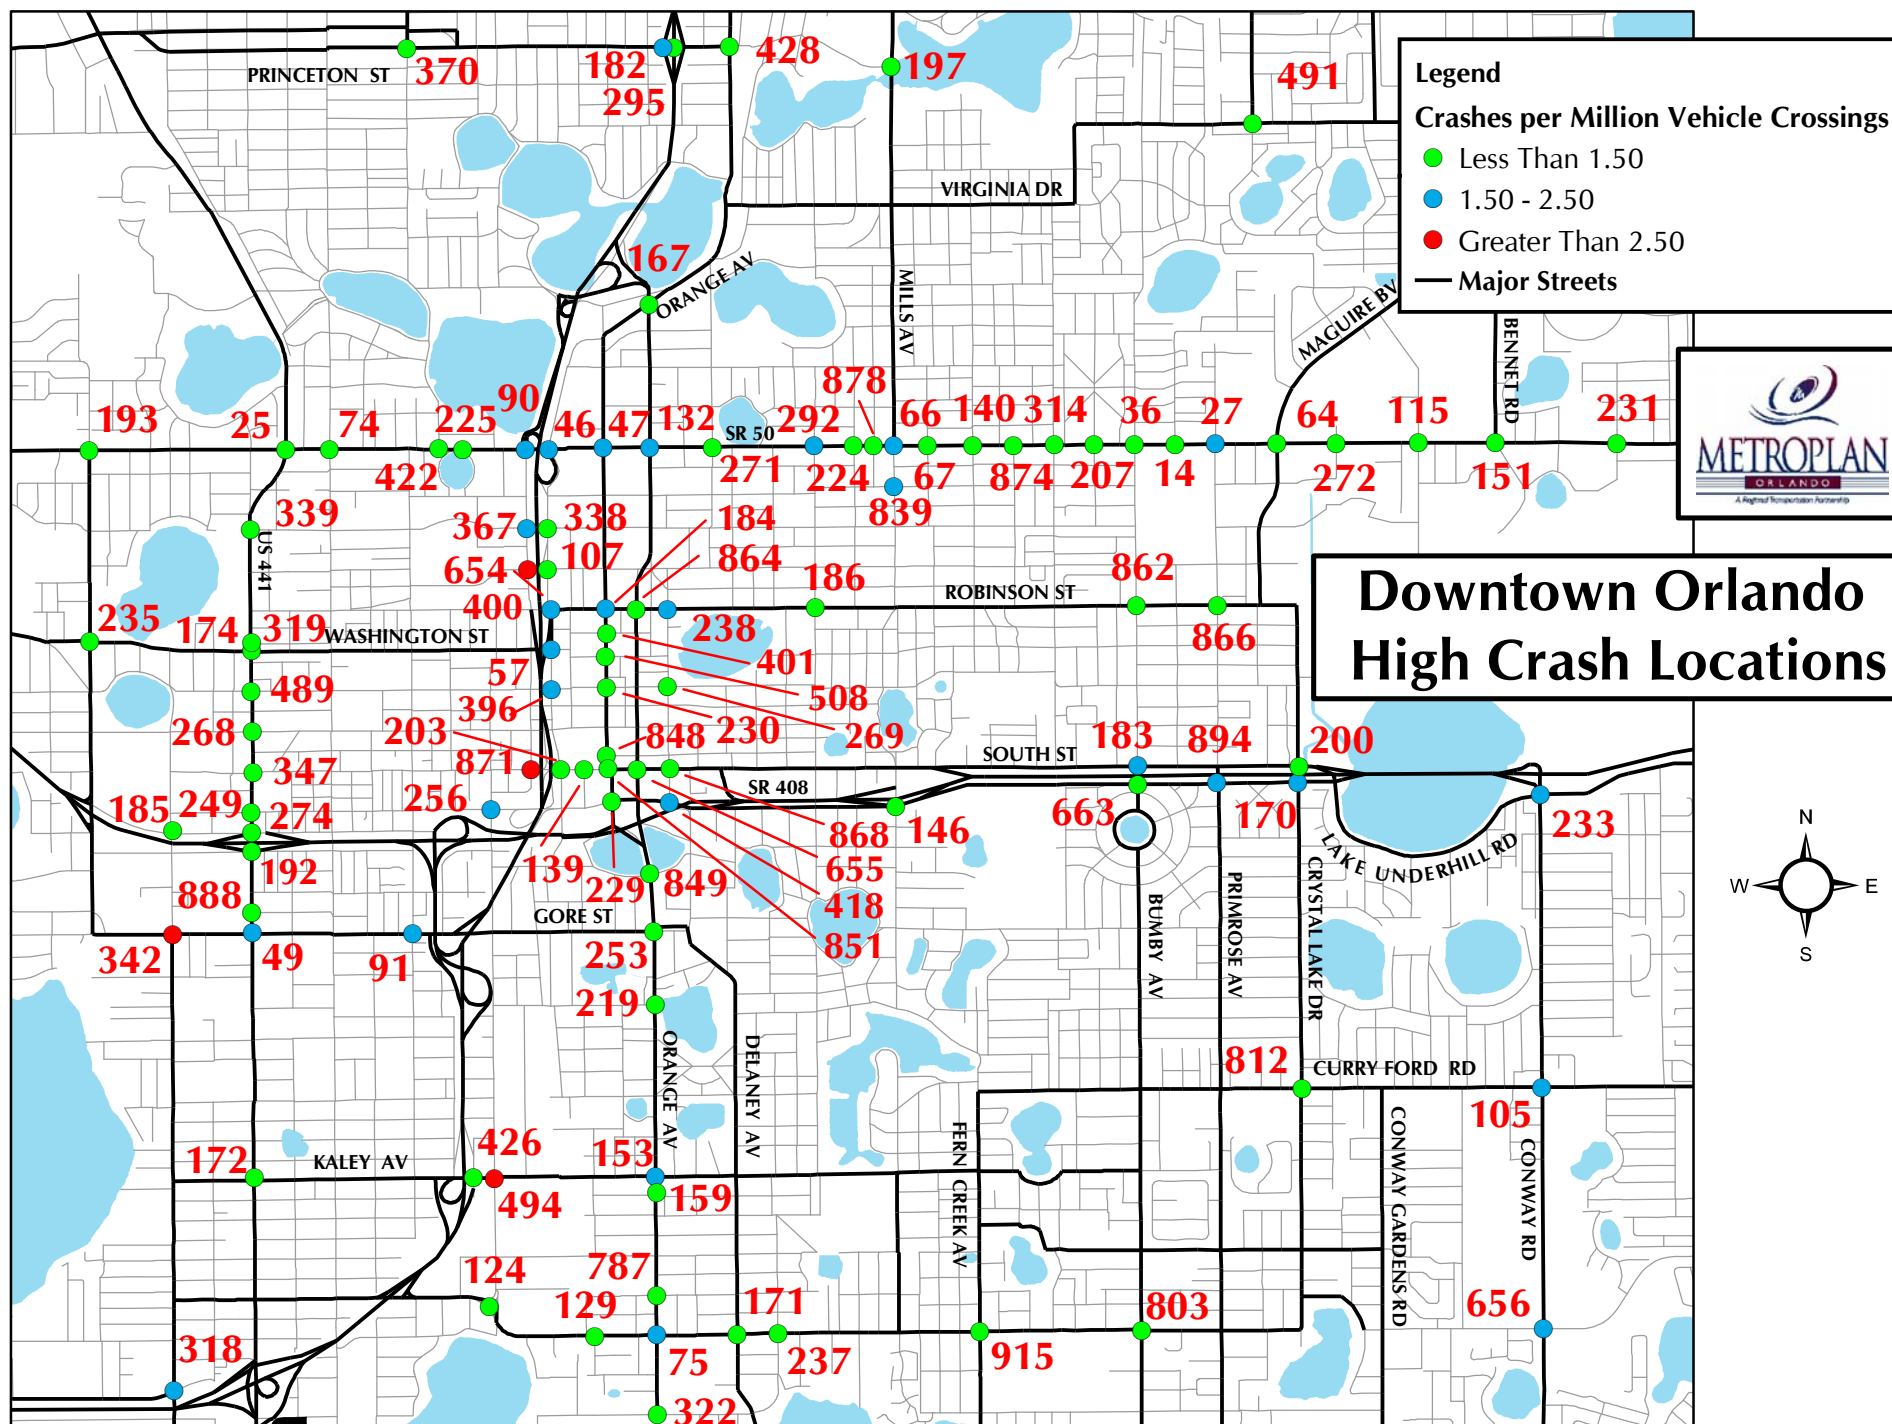 Legend
Crashes per Million Vehicle Crossings
Less Than 1.50
1.50 - 2.50
Greater Than 2.50
Major Streets
METROPLAN
ORLANDO
A Regional Transportation Partnership
Downtown Orlando
High Crash Locations
N
W
E
S
PRINCETON ST
370
182
295
428
197
491
VIRGINIA DR
167
ORANGE AV
MILLS AV
MAGUIRE BV
BENNET RD
193
25
74
225
422
90
46
47
132
SR 50
271
292
878
224
66
67
839
140
874
314
207
36
14
27
64
272
115
151
231
339
US 441
367
338
107
654
400
184
864
186
ROBINSON ST
862
866
235
174
319
WASHINGTON ST
238
401
57
508
489
396
230
269
268
203
848
SOUTH ST
183
894
200
871
347
SR 408
185
249
274
256
663
170
146
233
868
LAKE UNDERHILL RD
192
139
229
849
655
888
418
GORE ST
851
BUMBY AV
PRIMROSE AV
CRYSTAL LAKE DR
342
49
91
253
219
ORANGE AV
DELANEY AV
812
CURRY FORD RD
105
426
153
172
KALEY AV
494
159
FERN CREEK AV
CONWAY GARDENS RD
CONWAY RD
124
787
129
171
803
656
318
75
237
915
322